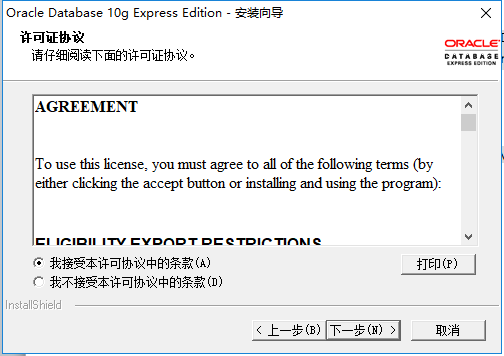 Oracle Database 10g Express Edition - 安装向导
许可证协议
请仔细阅读下面的许可证协议。
ORACLE
DATABASE
EXPRESS EDITION
AGREEMENT
To use this license, you must agree to all of the following terms (by
either clicking the accept button or installing and using the program):
ELIGIBILITY EXPORT RESTRICTIONS
我接受本许可协议中的条款(A)
我不接受本许可协议中的条款(D)
打印(P)
InstallShield
< 上一步(B)
下一步(N) >
取消